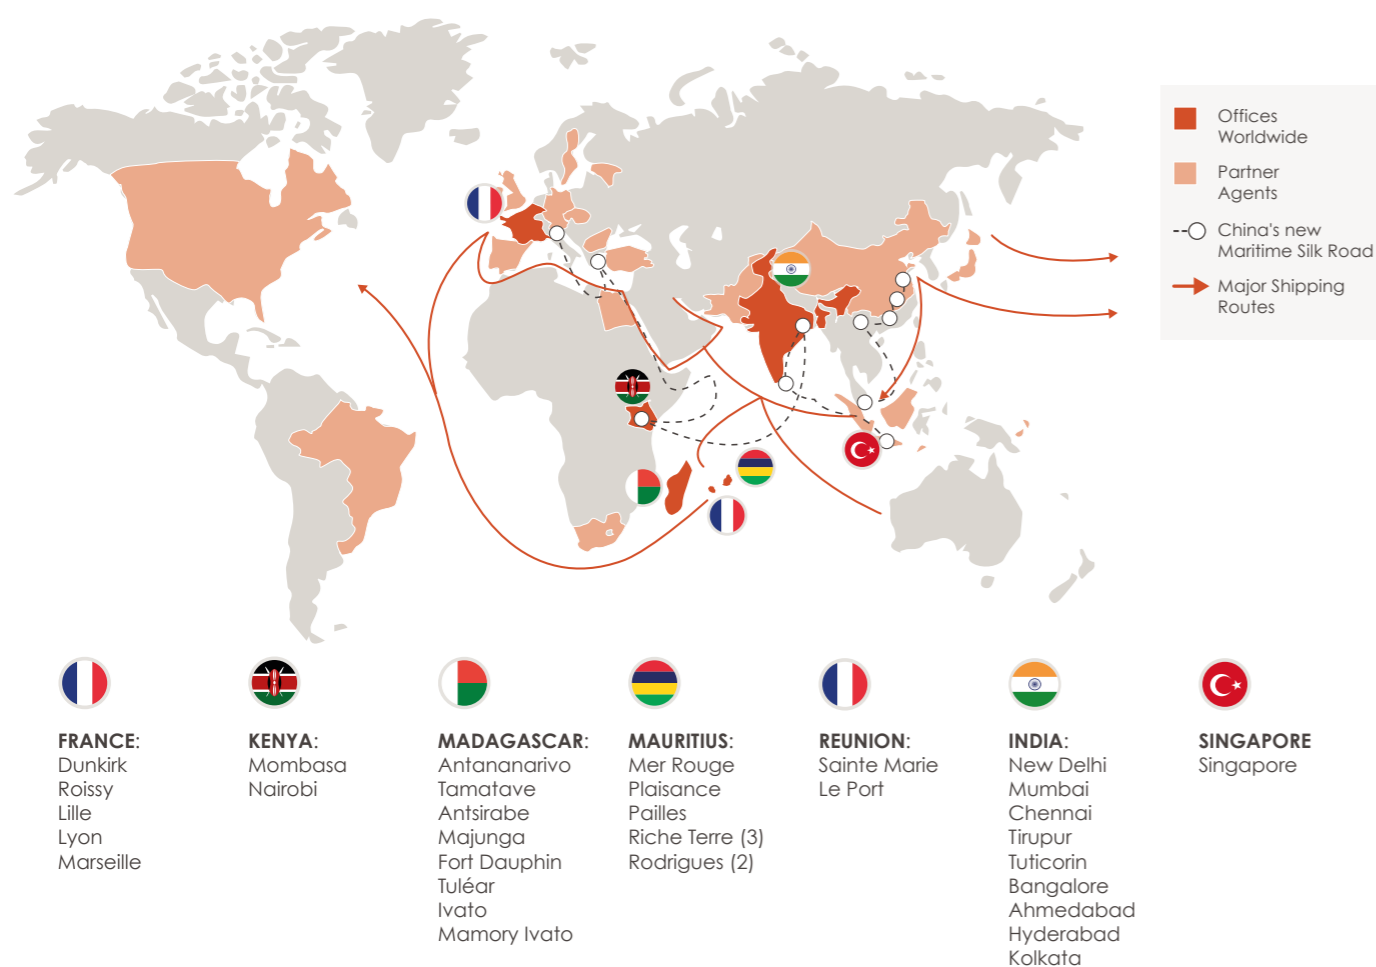 Offices
Worldwide
Partner
Agents
China's new
Maritime Silk Road
Major Shipping
Routes
FRANCE:
Dunkirk
Roissy
Lille
Lyon
Marseille
KENYA:
Mombasa
Nairobi
MADAGASCAR:
Antananarivo
Tamatave
Antsirabe
Majunga
Fort Dauphin
Tuléar
Ivato
Mamory Ivato
MAURITIUS:
Mer Rouge
Plaisance
Pailles
Riche Terre (3)
Rodrigues (2)
REUNION:
Sainte Marie
Le Port
INDIA:
New Delhi
Mumbai
Chennai
Tirupur
Tuticorin
Bangalore
Ahmedabad
Hyderabad
Kolkata
SINGAPORE
Singapore